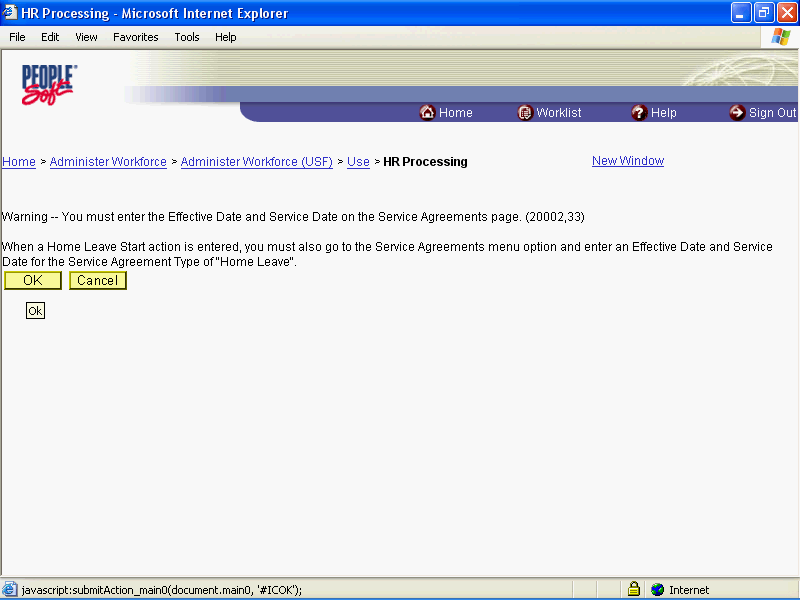 HR Processing - Microsoft Internet Explorer
File Edit View Favorites Tools Help
PEOPLE
Soft
Home Worklist Help Sign Out
Home > Administer Workforce > Administer Workforce (USF) > Use > HR Processing New Window
Warning -- You must enter the Effective Date and Service Date on the Service Agreements page. (20002,33)
When a Home Leave Start action is entered, you must also go to the Service Agreements menu option and enter an Effective Date and Service
Date for the Service Agreement Type of "Home Leave".
OK Cancel
Ok
javascript:submitAction_main0(document.main0, '#ICOK'); Internet